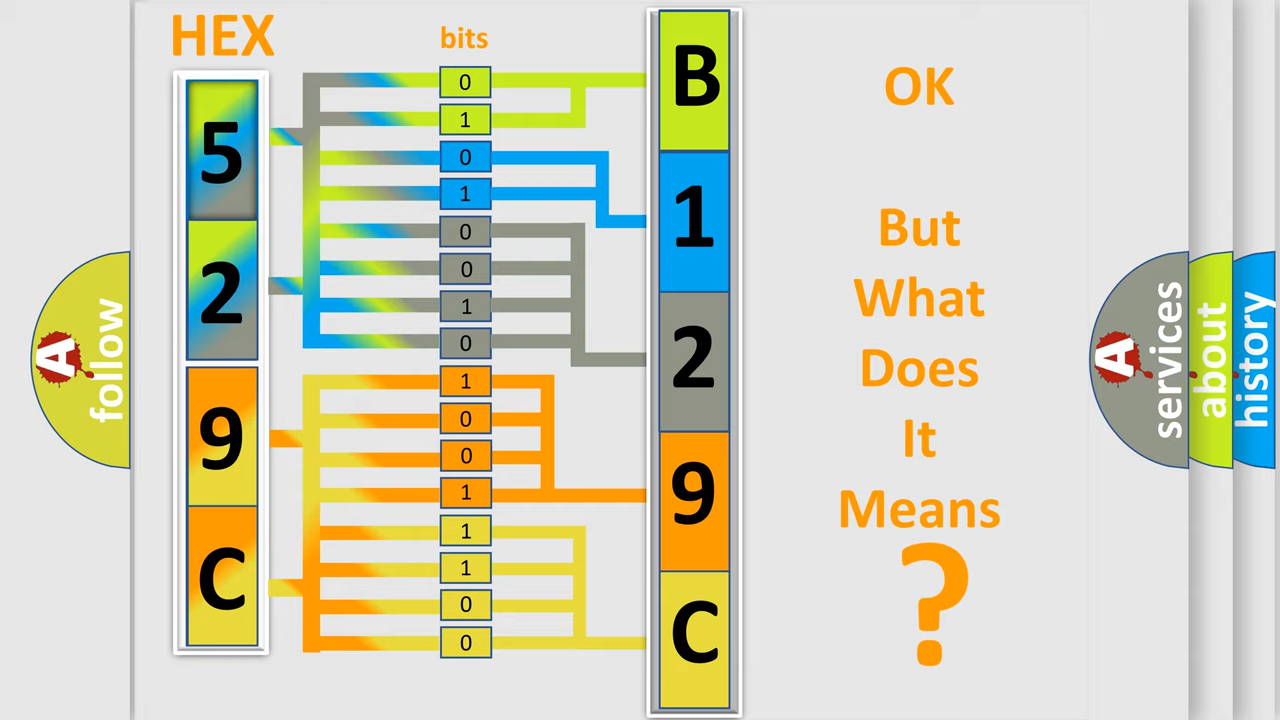 HEX
bits
5
2
9
C
0
1
0
1
0
0
1
0
1
0
0
1
1
1
0
0
B
1
2
9
C
OK
But
What
Does
It
Means
?
A
follow
A
services
about
history